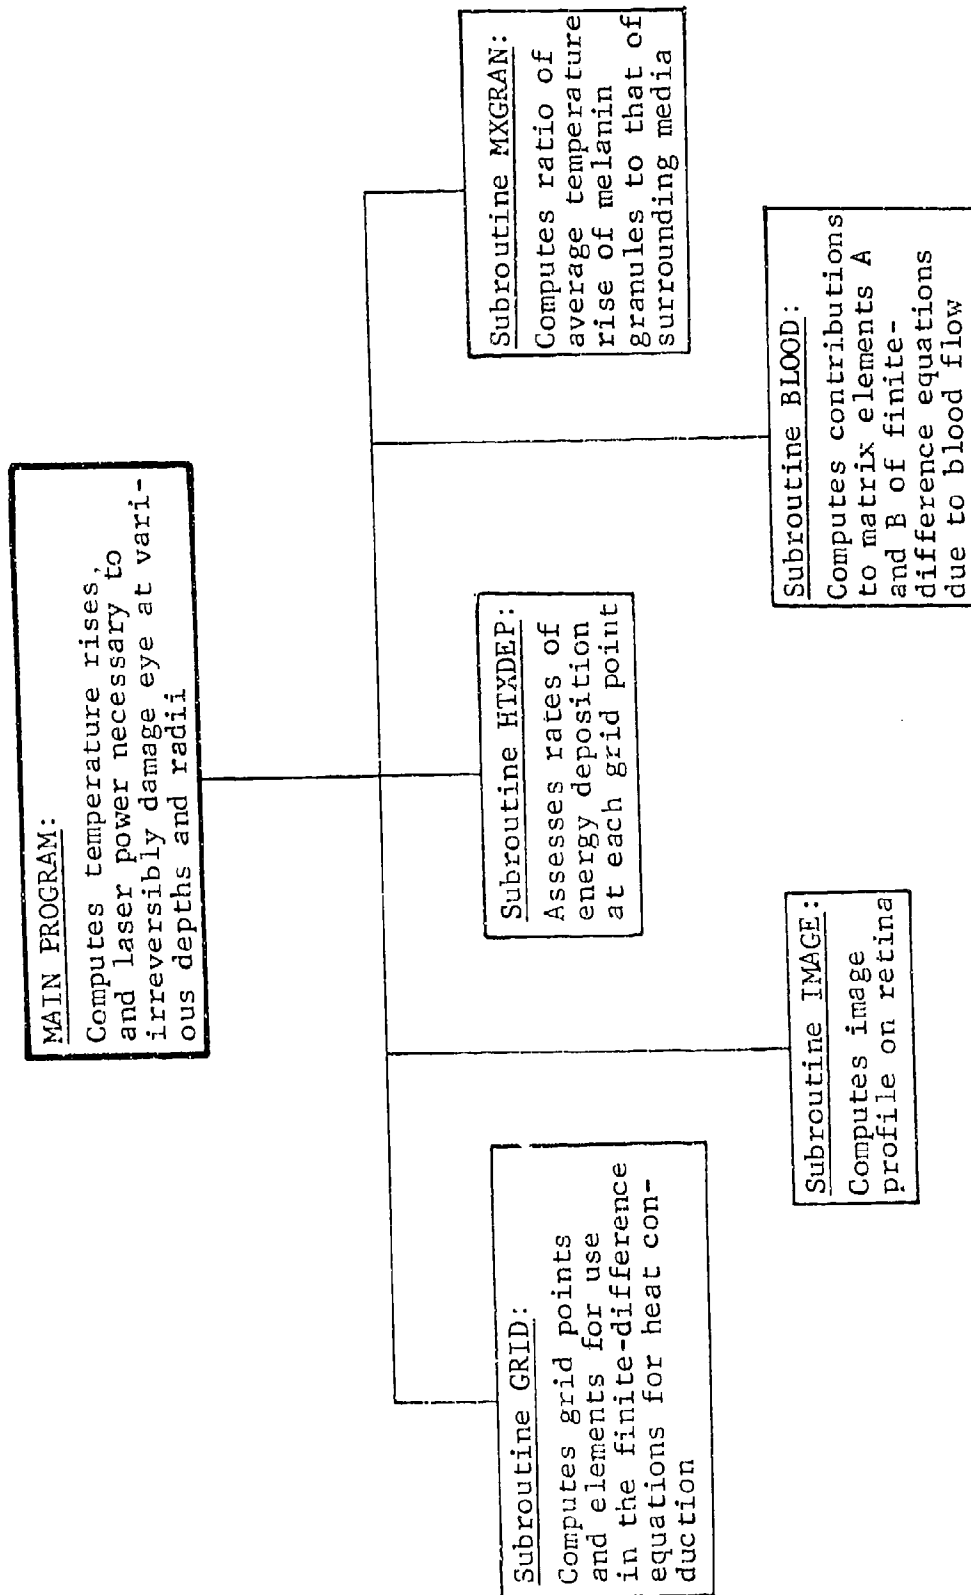 MAIN PROGRAM:
Computes temperature rises,
and laser power necessary to
irreversibly damage eye at vari-
ous depths and radii
Subroutine GRID:
Computes grid points
and elements for use
in the finite-difference
equations for heat con-
duction
Subroutine IMAGE:
Computes image
profile on retina
Subroutine HTXDEP:
Assesses rates of
energy deposition
at each grid point
Subroutine BLOOD:
Computes contributions
to matrix elements A
and B of finite-
difference equations
due to blood flow
Subroutine MXGRAN:
Computes ratio of
average temperature
rise of melanin
granules to that of
surrounding media